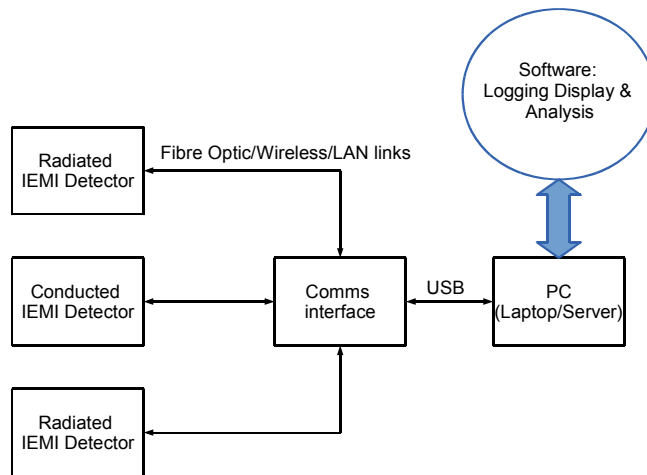 Software:
Logging Display &
Analysis
Radiated
IEMI Detector
Fibre Optic/Wireless/LAN links
Conducted
IEMI Detector
Comms
interface
USB
PC
(Laptop/Server)
Radiated
IEMI Detector